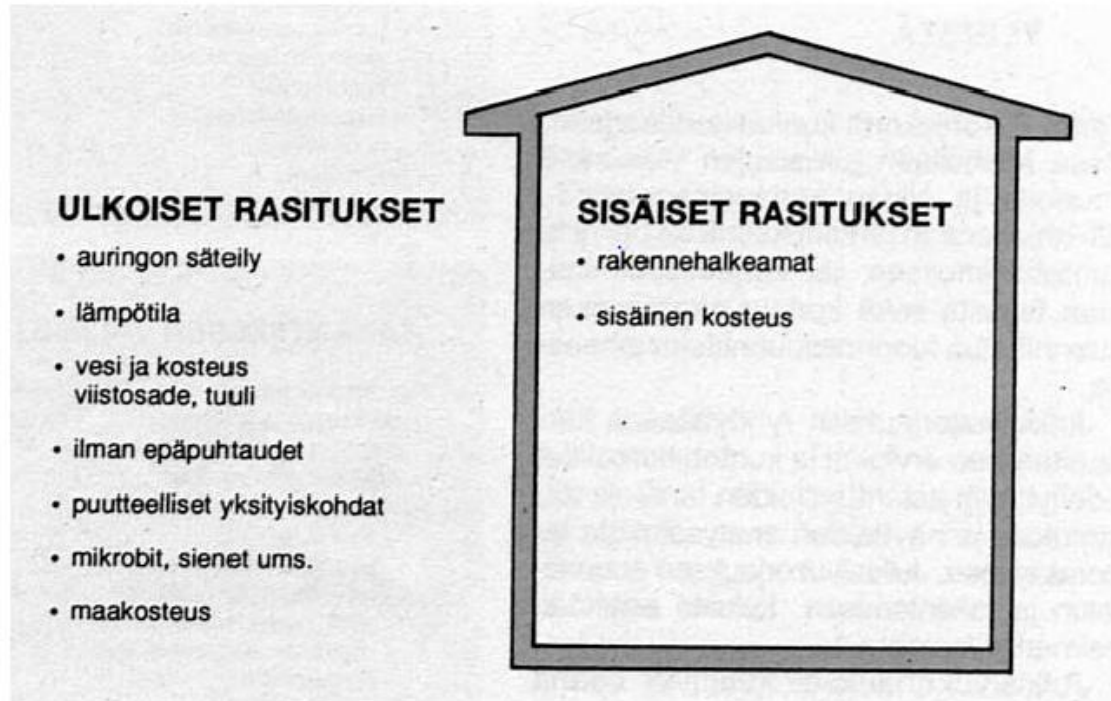 ULKOISET RASITUKSET
• auringon säteily
• lämpötila
• vesi ja kosteus
viistosade, tuuli
• ilman epäpuhtaudet
• puutteelliset yksityiskohdat
• mikrobit, sienet ums.
• maakosteus
SISÄISET RASITUKSET
• rakennehalkeamat
• sisäinen kosteus